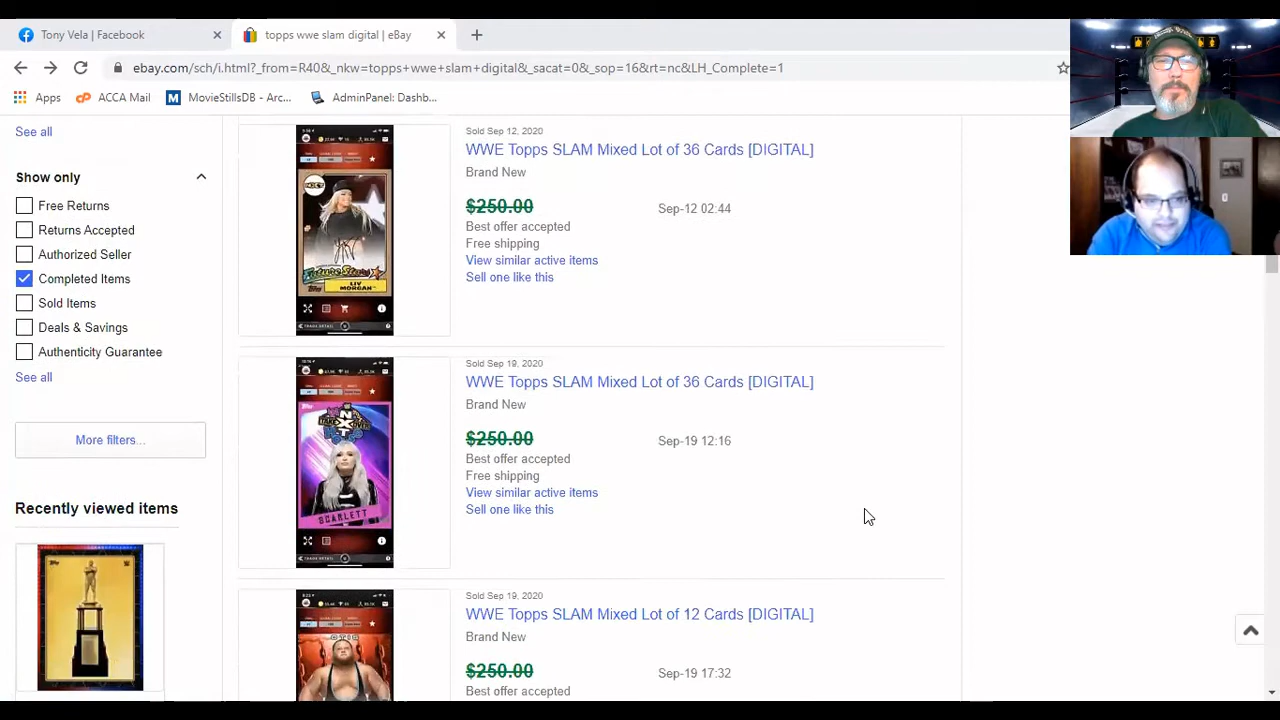 Tony Vela | Facebook
topps wwe slam digital | eBay
ebay.com/sch/i.html?_from=R40&_nkw=topps+wwe+slam+digital&_sacat=0&_sop=16&rt=nc&LH_Complete=1
Apps
ACCA Mail
MovieStillsDB - Arc...
AdminPanel: Dashb...
See all
Show only
Free Returns
Returns Accepted
Authorized Seller
Completed Items
Sold Items
Deals & Savings
Authenticity Guarantee
See all
More filters...
Recently viewed items
Sold Sep 12, 2020
WWE Topps SLAM Mixed Lot of 36 Cards [DIGITAL]
Brand New
$250.00 Sep-12 02:44
Best offer accepted
Free shipping
View similar active items
Sell one like this
Future Stars
Topps LIV MORGAN
Sold Sep 19, 2020
WWE Topps SLAM Mixed Lot of 36 Cards [DIGITAL]
Brand New
$250.00 Sep-19 12:16
Best offer accepted
Free shipping
View similar active items
Sell one like this
SCARLETT
Sold Sep 19, 2020
WWE Topps SLAM Mixed Lot of 12 Cards [DIGITAL]
Brand New
$250.00 Sep-19 17:32
Best offer accepted
OTIS